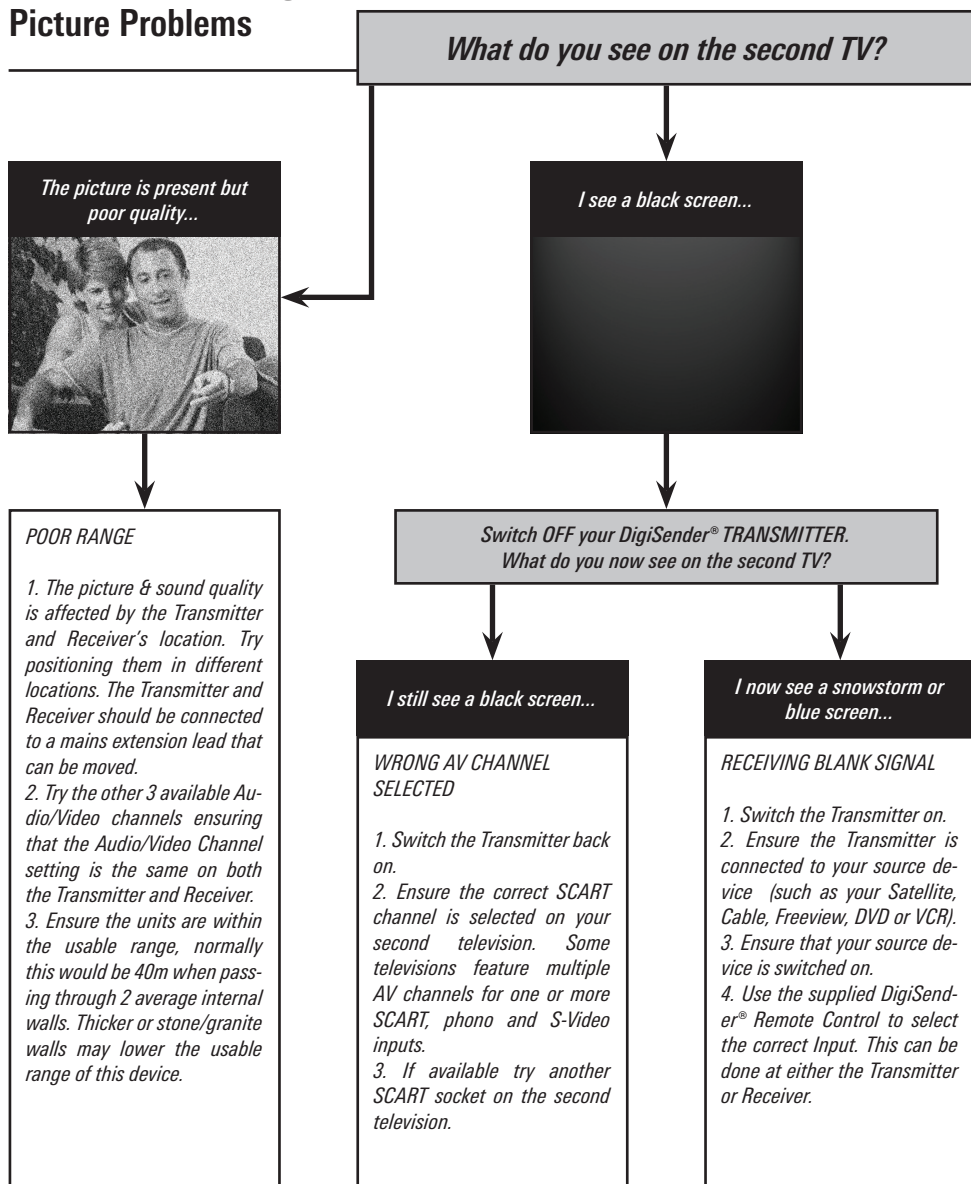 Picture Problems
What do you see on the second TV?
The picture is present but
poor quality...
I see a black screen...
POOR RANGE
1. The picture & sound quality
is affected by the Transmitter
and Receiver's location. Try
positioning them in different
locations. The Transmitter and
Receiver should be connected
to a mains extension lead that
can be moved.
2. Try the other 3 available Au-
dio/Video channels ensuring
that the Audio/Video Channel
setting is the same on both
the Transmitter and Receiver.
3. Ensure the units are within
the usable range, normally
this would be 40m when pass-
ing through 2 average internal
walls. Thicker or stone/granite
walls may lower the usable
range of this device.
Switch OFF your DigiSender® TRANSMITTER.
What do you now see on the second TV?
I still see a black screen...
WRONG AV CHANNEL
SELECTED
1. Switch the Transmitter back
on.
2. Ensure the correct SCART
channel is selected on your
second television. Some
televisions feature multiple
AV channels for one or more
SCART, phono and S-Video
inputs.
3. If available try another
SCART socket on the second
television.
I now see a snowstorm or
blue screen...
RECEIVING BLANK SIGNAL
1. Switch the Transmitter on.
2. Ensure the Transmitter is
connected to your source de-
vice (such as your Satellite,
Cable, Freeview, DVD or VCR).
3. Ensure that your source de-
vice is switched on.
4. Use the supplied DigiSend-
er® Remote Control to select
the correct Input. This can be
done at either the Transmitter
or Receiver.